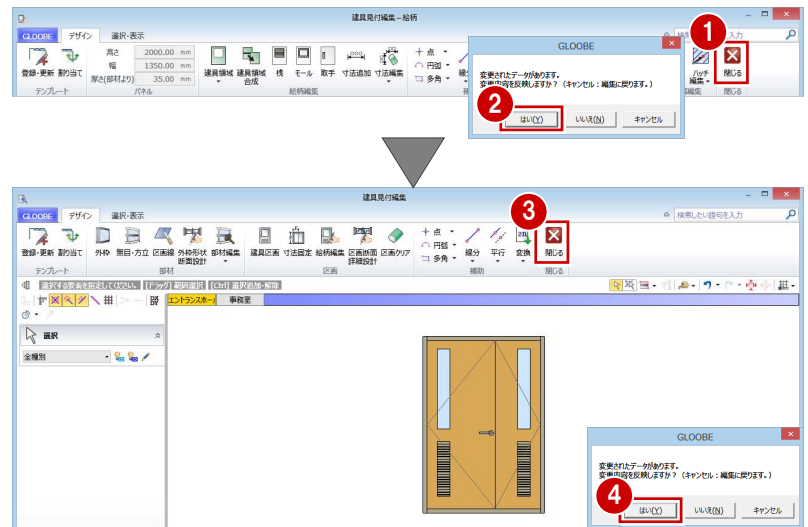 建具見付編集－絵柄
GLOOBE デザイン 選択・表示
入力
登録・更新 割り当て
高さ 2000.00 mm
幅 1350.00 mm
厚さ(部材より) 35.00 mm
建具領域 建具領域合成 桟 モール 取手 寸法追加 寸法編集
点
円弧
多角
ハッチ編集
閉じる
テンプレート パネル 絵柄編集 閉じる
1
GLOOBE
変更されたデータがあります。
変更内容を反映しますか？（キャンセル：編集に戻ります。）
2
はい(Y) いいえ(N) キャンセル
建具見付編集
GLOOBE デザイン 選択・表示
検索したい語句を入力
3
登録・更新 割り当て 外枠 無目・方立 区画線 外枠形状断面設計 部材編集 建具区画 寸法固定 絵柄編集 区画断面詳細設計 区画クリア
点
円弧
多角
線分 平行 変換 閉じる
テンプレート 部材 区画 補助 閉じる
選択する要素を指定してください。 [ドラッグ] 範囲選択 [Ctrl] 選択追加・解除
エントランスホール 事務室
選択
全種別
GLOOBE
変更されたデータがあります。
変更内容を反映しますか？（キャンセル：編集に戻ります。）
4
はい(Y) いいえ(N) キャンセル